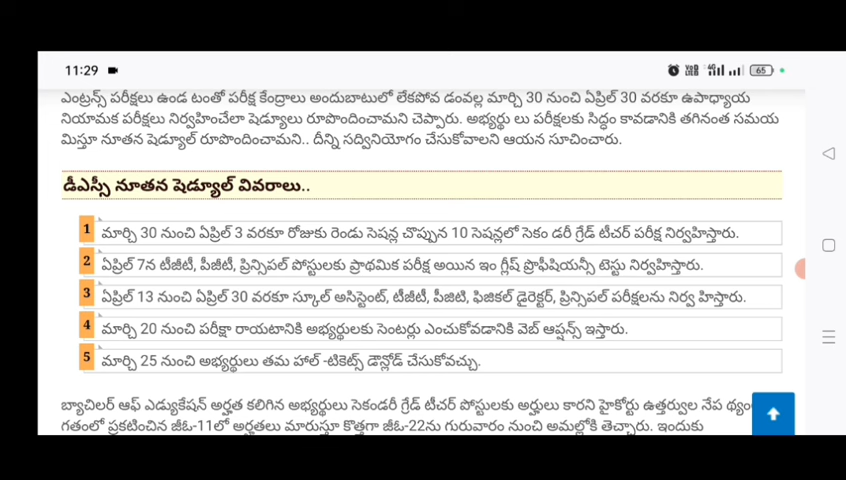 11:29
65
ఎంట్రన్స్ పరీక్షలు ఉండ టంతో పరీక్ష కేంద్రాలు అందుబాటులో లేకపోవ డంవల్ల మార్చి 30 నుంచి ఏప్రిల్ 30 వరకూ ఉపాధ్యాయ
నియామక పరీక్షలు నిర్వహించేలా షెడ్యూలు రూపొందించామని చెప్పారు. అభ్యర్థు లు పరీక్షలకు సిద్ధం కావడానికి తగినంత సమయ
మిస్తూ నూతన షెడ్యూల్ రూపొందించామని.. దీన్ని సద్వినియోగం చేసుకోవాలని ఆయన సూచించారు.
డీఎస్సీ నూతన షెడ్యూల్ వివరాలు..
1 మార్చి 30 నుంచి ఏప్రిల్ 3 వరకూ రోజుకు రెండు సెషన్ల చొప్పున 10 సెషన్లలో సెకం డరీ గ్రేడ్ టీచర్ పరీక్ష నిర్వహిస్తారు.
2 ఏప్రిల్ 7న టీజీటీ, పీజీటీ, ప్రిన్సిపల్ పోస్టులకు ప్రాథమిక పరీక్ష అయిన ఇం గ్లీష్ ప్రొఫీషియన్సీ టెస్టు నిర్వహిస్తారు.
3 ఏప్రిల్ 13 నుంచి ఏప్రిల్ 30 వరకూ స్కూల్ అసిస్టెంట్, టీజీటీ, పీజిటి, ఫిజికల్ డైరెక్టర్, ప్రిన్సిపల్ పరీక్షలను నిర్వ హిస్తారు.
4 మార్చి 20 నుంచి పరీక్షా రాయటానికి అభ్యర్థులకు సెంటర్లు ఎంచుకోవడానికి వెబ్ ఆప్షన్స్ ఇస్తారు.
5 మార్చి 25 నుంచి అభ్యర్థులు తమ హాల్ -టికెట్స్ డౌన్లోడ్ చేసుకోవచ్చు.
బ్యాచిలర్ ఆఫ్ ఎడ్యుకేషన్ అర్హత కలిగిన అభ్యర్థులు సెకండరీ గ్రేడ్ టీచర్ పోస్టులకు అర్హులు కారని హైకోర్టు ఉత్తర్వుల నేప థ్యం
గతంలో ప్రకటించిన జీఓ-11లో అర్హతలు మారుస్తూ కొత్తగా జీఓ-22ను గురువారం నుంచి అమల్లోకి తెచ్చారు. ఇందుకు